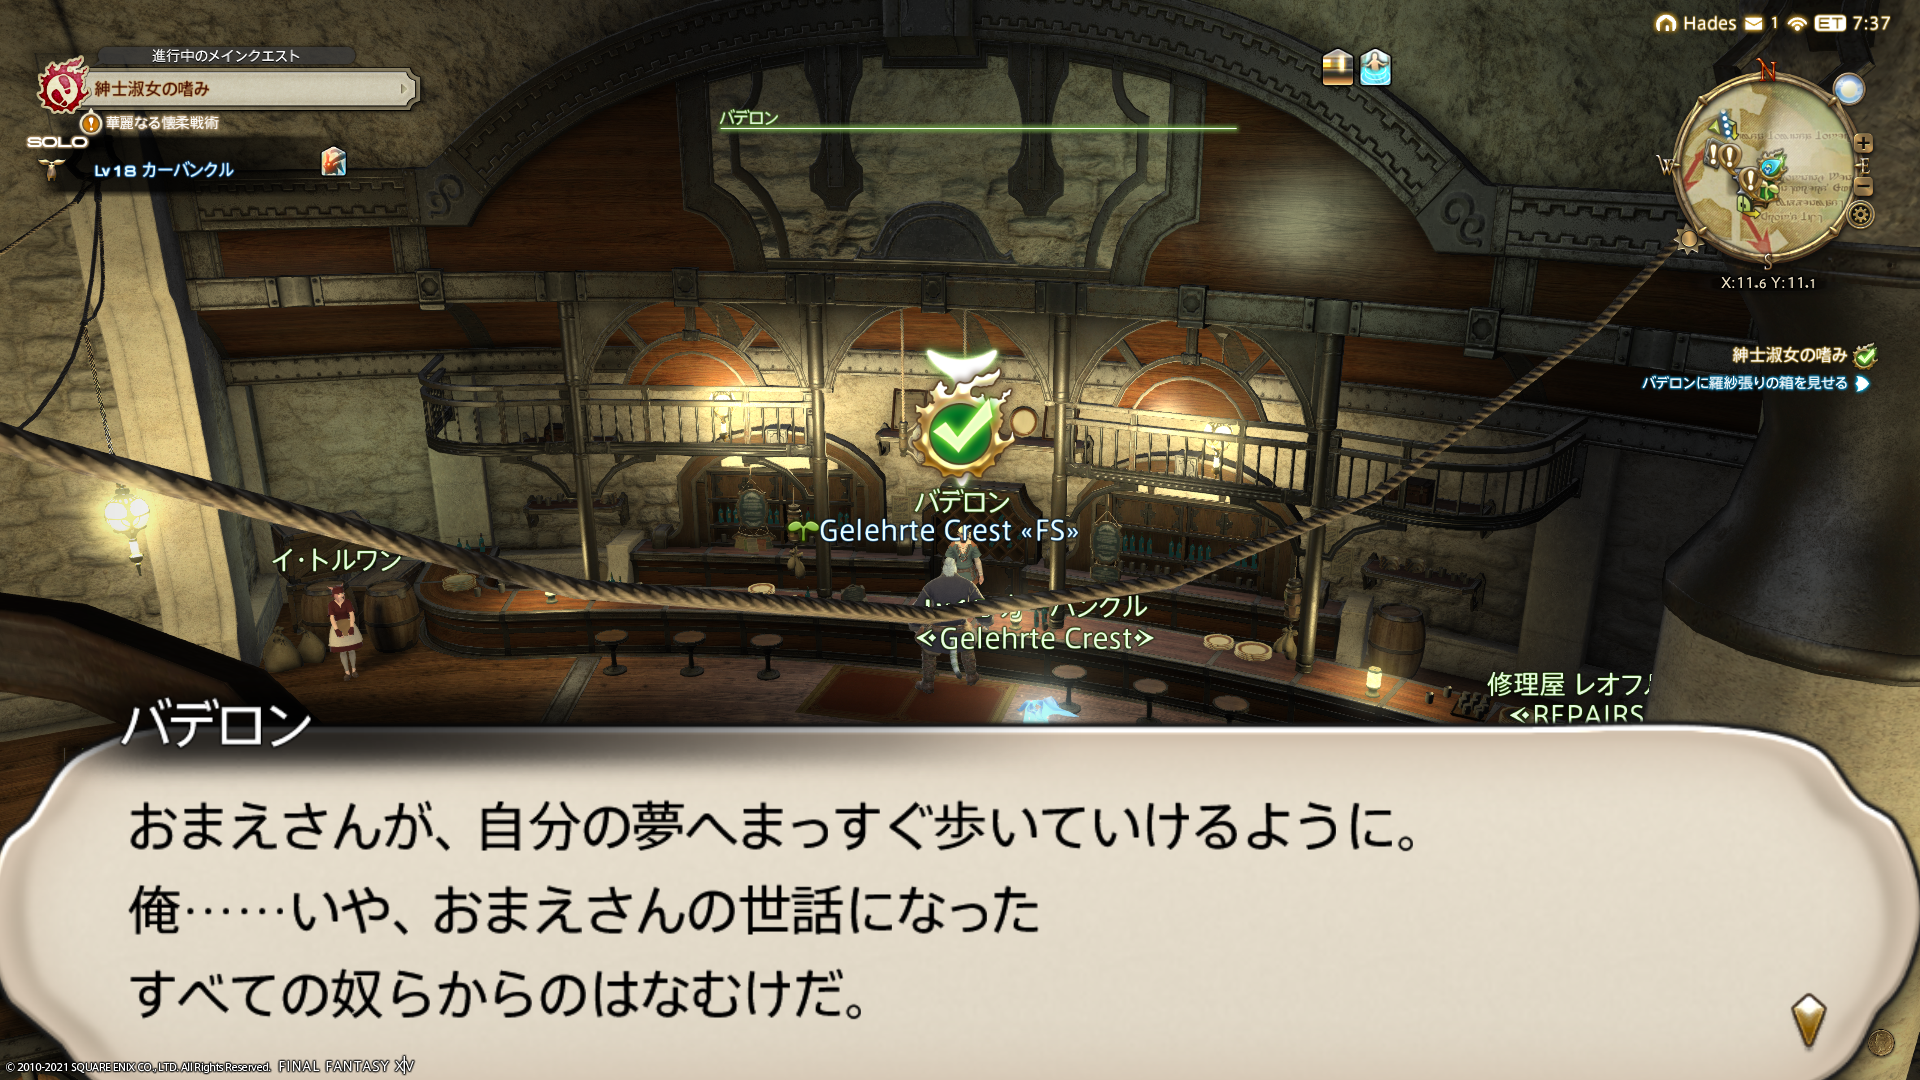 Hades 1 ET 7:37
進行中のメインクエスト
紳士淑女の嗜み
華麗なる懐柔戦術
SOLO
Lv18 カーバンクル
バデロン
N
W
E
S
X:11.6 Y:11.1
紳士淑女の嗜み
バデロンに羅紗張りの箱を見せる
バデロン
Gelehrte Crest «FS»
イ・トルワン
バンクル
<Gelehrte Crest>
修理屋 レオフ
<REPAIRS
バデロン
おまえさんが、自分の夢へまっすぐ歩いていけるように。
俺……いや、おまえさんの世話になった
すべての奴らからのはなむけだ。
© 2010-2021 SQUARE ENIX CO., LTD. All Rights Reserved. FINAL FANTASY XIV